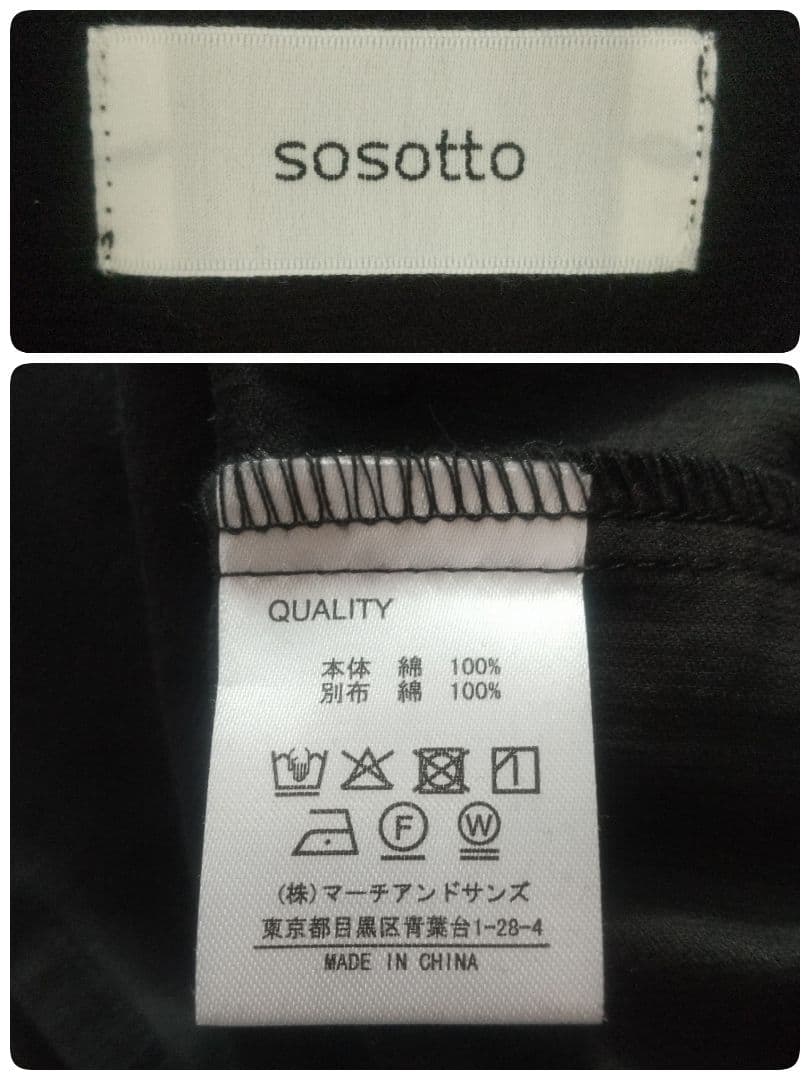 sosotto
QUALITY
本体 綿 100%
別布 綿 100%
F W
(株)マーチアンドサンズ
東京都目黒区青葉台1-28-4
MADE IN CHINA